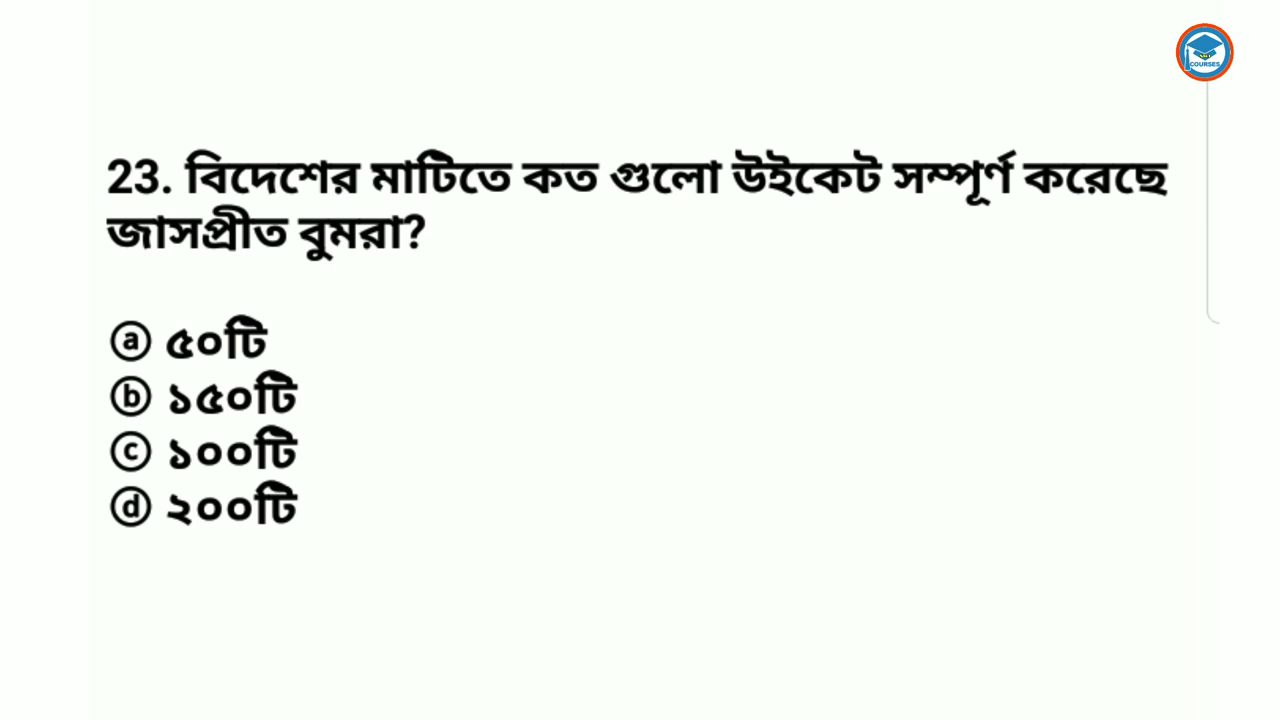 COURSES
23. বিদেশের মাটিতে কত গুলো উইকেট সম্পূর্ণ করেছে
জাসপ্রীত বুমরা?
ⓐ ৫০টি
ⓑ ১৫০টি
ⓒ ১০০টি
ⓓ ২০০টি